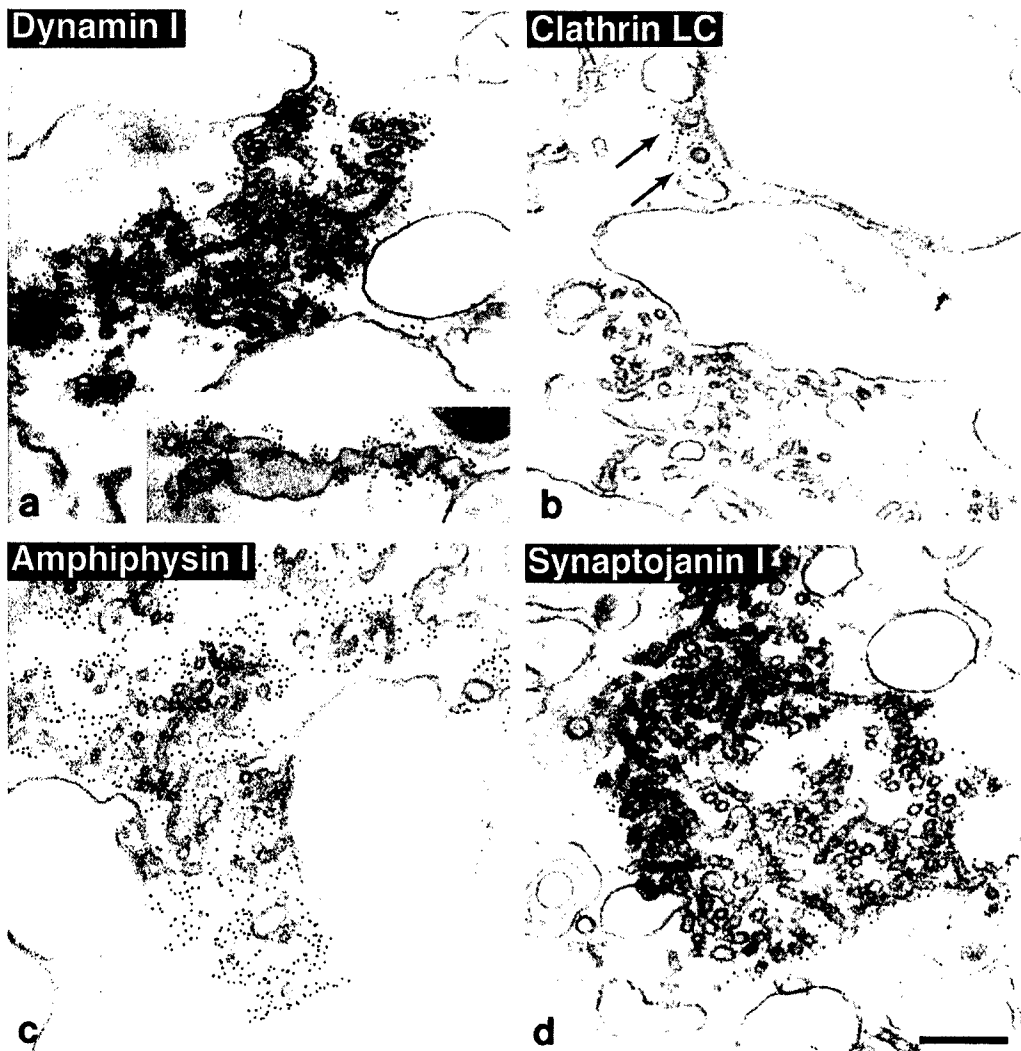 Dynamin I
Clathrin LC
a
b
Amphiphysin I
Synaptojanin I
c
d